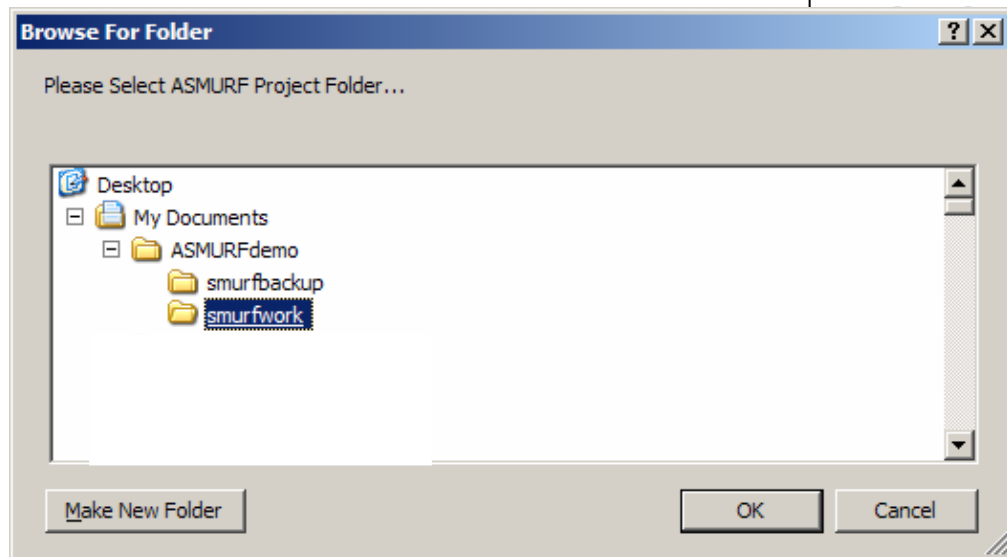 Browse For Folder
Please Select ASMURF Project Folder...
Desktop
My Documents
ASMURFdemo
smurfbackup
smurfwork
Make New Folder OK Cancel